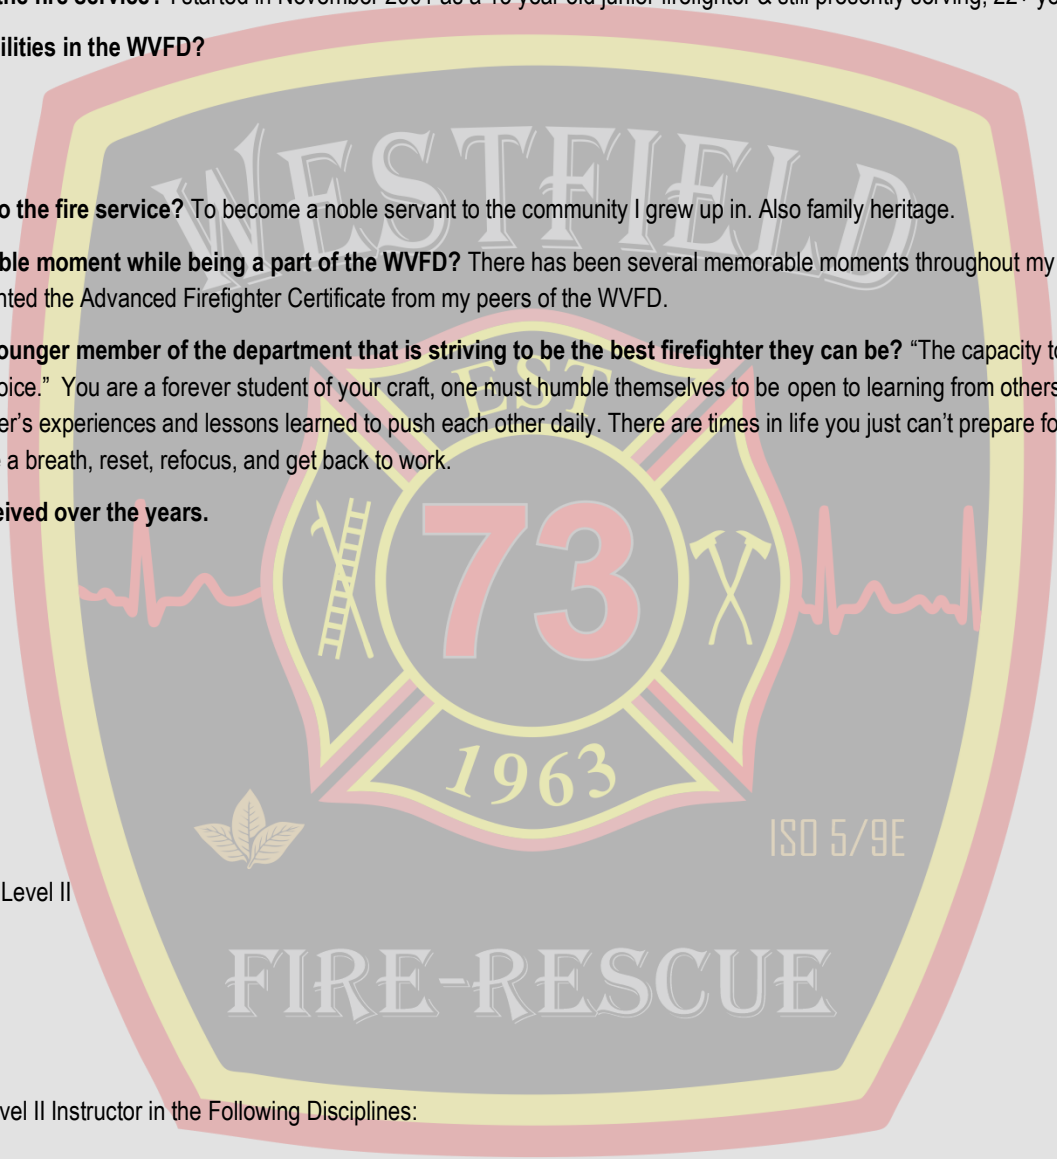 the fire service? I started in November as a year old junior firefighter & still presently serving, 22+ ye
ilities in the WVFD?
WESTFIELD
o the fire service? To become a noble servant to the community I grew up in. Also family heritage.
ble moment while being a part of the WVFD? There has been several memorable moments throughout my
nted the Advanced Firefighter Certificate from my peers of the WVFD.
ounger member of the department that is striving to be the best firefighter they can be? “The capacity to
oice.” You are a forever student of your craft, one must humble themselves to be open to learning from others
er’s experiences and lessons learned to push each other daily. There are times in life you just can’t prepare fo
a breath, reset, refocus, and get back to work.
EST
eived over the years.
73
1963
ISO 5/9E
Level II
FIRE-RESCUE
vel II Instructor in the Following Disciplines: